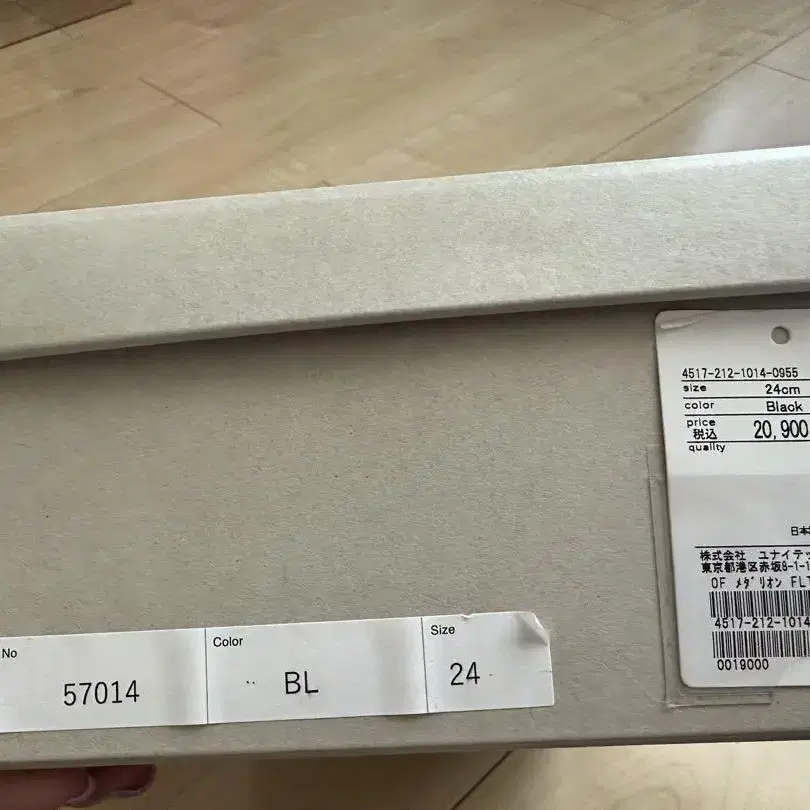 4517-212-1014-0955
size 24cm
color Black
price 税込 20,900
quality
日本
株式会社 ユナイテッ
東京都港区赤坂8-1-1
OF メダリオン FL
4517-212-1014
0019000
No 57014
Color BL
Size 24